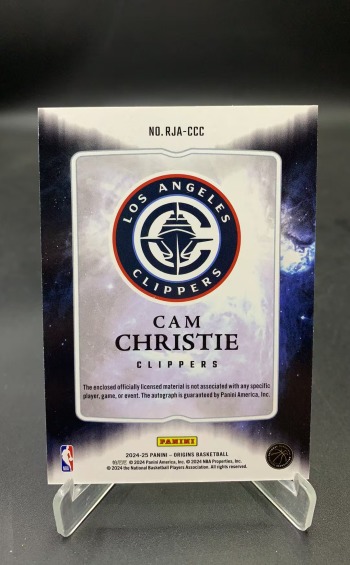 NO. RJA-CCC
LOS ANGELES
CLIPPERS
CAM
CHRISTIE
CLIPPERS
The enclosed officially licensed material is not associated with any specific
player, game, or event. The autograph is guaranteed by Panini America, Inc.
PANINI
2024-25 PANINI - ORIGINS BASKETBALL
© 2024 Panini America, Inc. © 2024 NBA Properties, Inc.
© 2024 the National Basketball Players Association. All rights reserved.